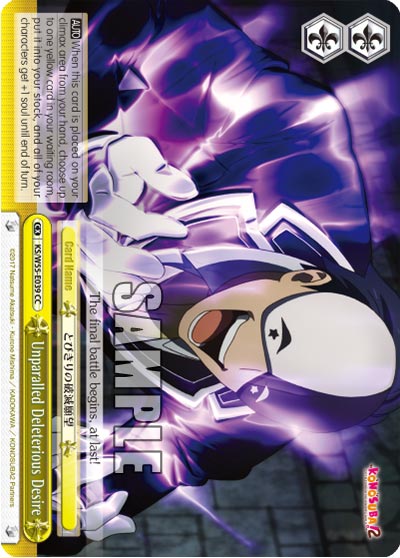 【AUTO】 When this card is placed on your
climax area from your hand, choose up
to one yellow card in your waiting room,
put it into your stock, and all of your
characters get +1 soul until end of turn.
CC KS/W55-E039 CC
Unparalled Deleterious Desire
Card Name
とびきりの破滅願望
The final battle begins, at last!
SAMPLE
KONOSUBA!2
©2017 Natsume Akatsuki・Kurone Mishima / KADOKAWA / KONOSUBA2 Partners